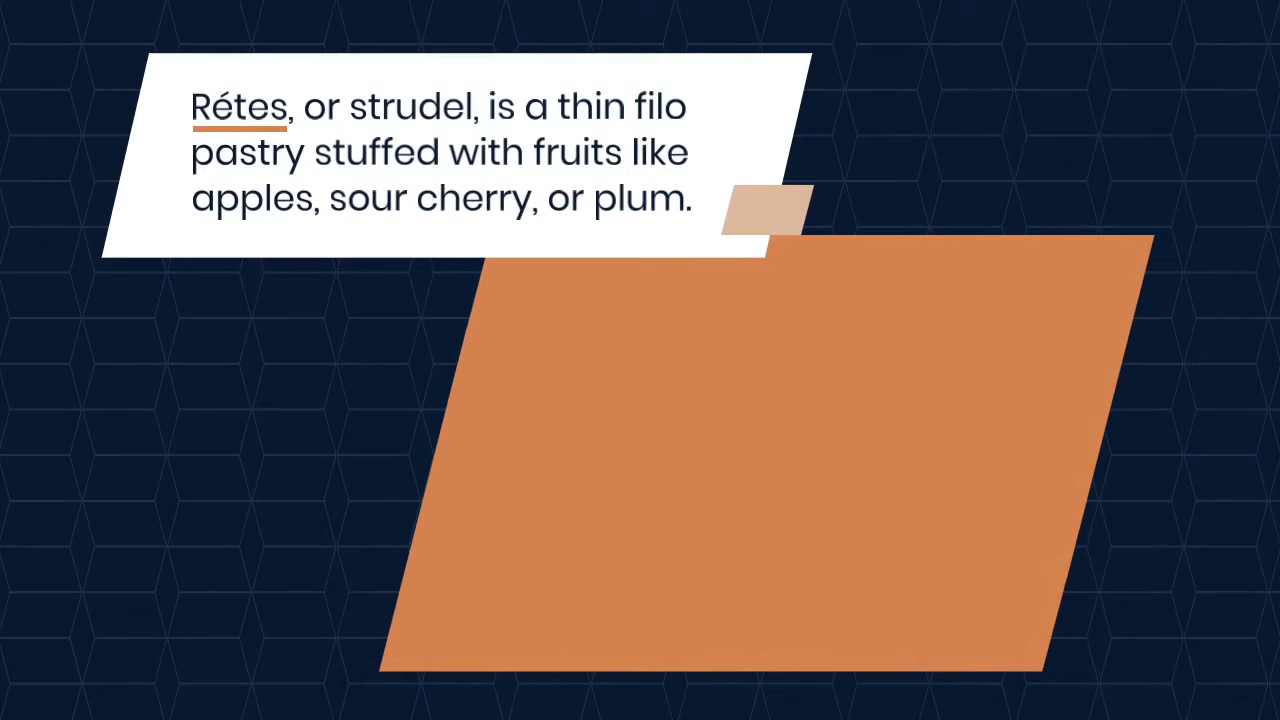 Rétes, or strudel, is a thin filo
pastry stuffed with fruits like
apples, sour cherry, or plum.